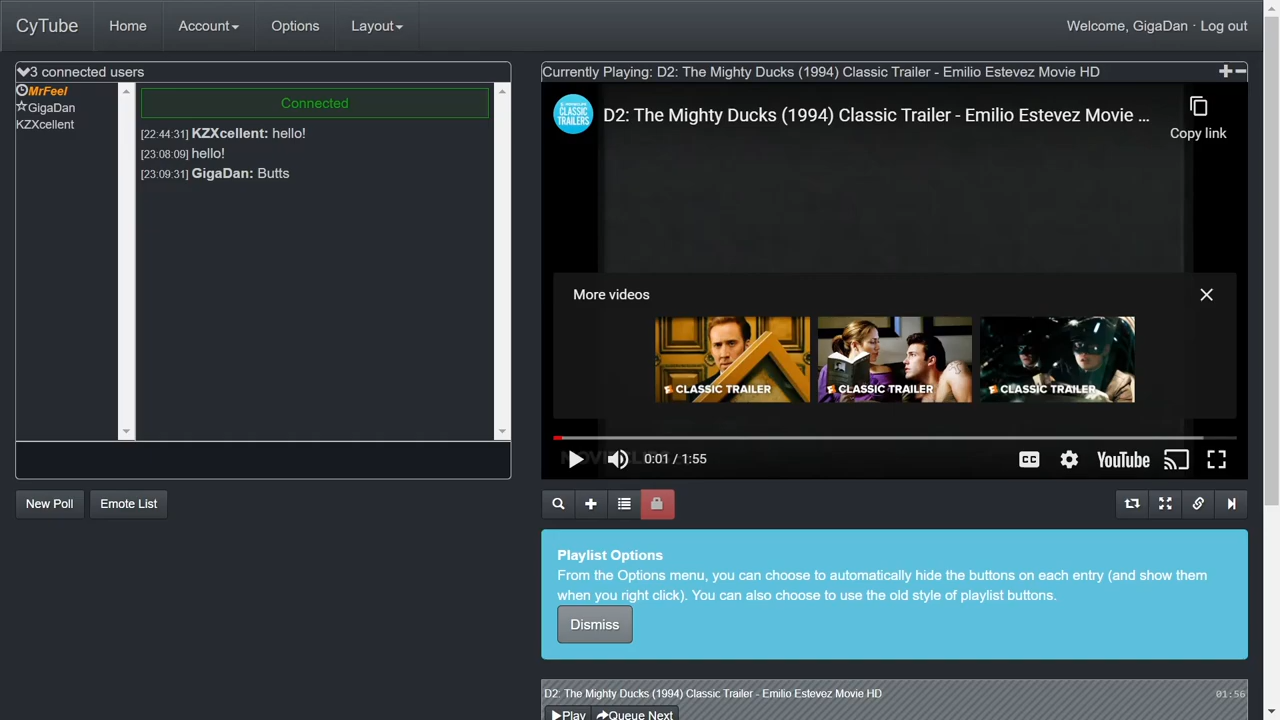 CyTube
Home
Account
Options
Layout
Welcome, GigaDan · Log out
3 connected users
MrFeel
GigaDan
KZXcellent
Connected
[22:44:31] KZXcellent: hello!
[23:08:09] hello!
[23:09:31] GigaDan: Butts
New Poll
Emote List
Currently Playing: D2: The Mighty Ducks (1994) Classic Trailer - Emilio Estevez Movie HD
CLASSIC
TRAILERS
D2: The Mighty Ducks (1994) Classic Trailer - Emilio Estevez Movie ...
Copy link
More videos
CLASSIC TRAILER
CLASSIC TRAILER
CLASSIC TRAILER
0:01 / 1:55
CC
YouTube
Playlist Options
From the Options menu, you can choose to automatically hide the buttons on each entry (and show them
when you right click). You can also choose to use the old style of playlist buttons.
Dismiss
D2: The Mighty Ducks (1994) Classic Trailer - Emilio Estevez Movie HD
01:56
Play
Queue Next